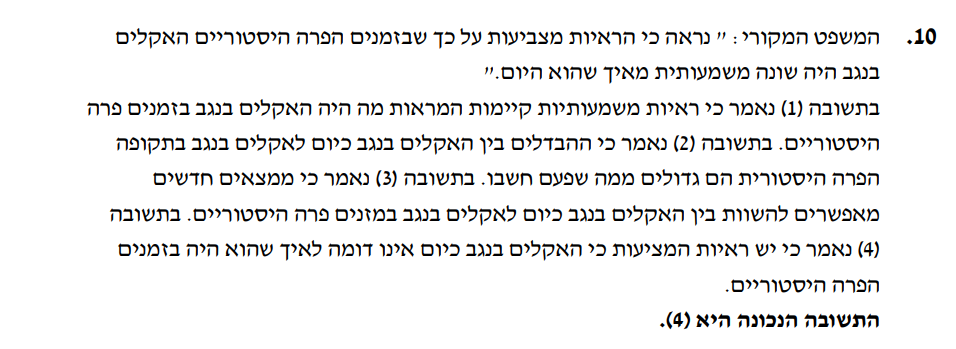 10. המשפט המקורי: "נראה כי הראיות מצביעות על כך שבזמנים הפרה היסטוריים האקלים
בנגב היה שונה משמעותית מאיך שהוא היום."
בתשובה (1) נאמר כי ראיות משמעותיות קיימות המראות מה היה האקלים בנגב בזמנים פרה
היסטוריים. בתשובה (2) נאמר כי ההבדלים בין האקלים בנגב כיום לאקלים בנגב בתקופה
הפרה היסטורית הם גדולים ממה שפעם חשבו. בתשובה (3) נאמר כי ממצאים חדשים
מאפשרים להשוות בין האקלים בנגב כיום לאקלים בנגב במזנים פרה היסטוריים. בתשובה
(4) נאמר כי יש ראיות המציעות כי האקלים בנגב כיום אינו דומה לאיך שהוא היה בזמנים
הפרה היסטוריים.
התשובה הנכונה היא (4).